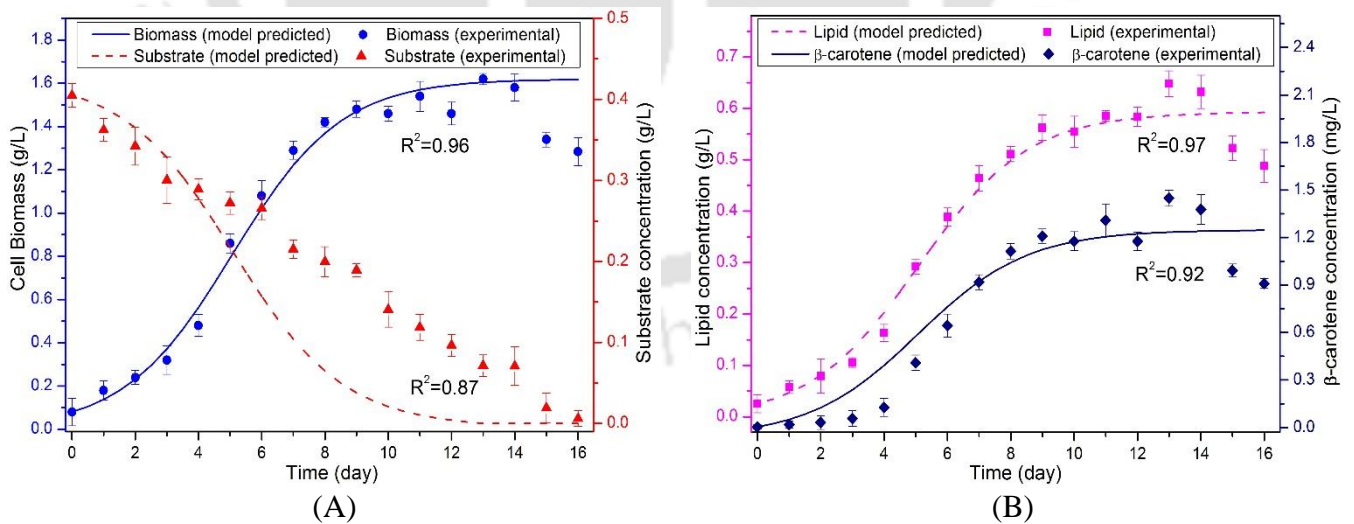 Biomass (model predicted) Biomass (experimental)
Substrate (model predicted) Substrate (experimental)
Cell Biomass (g/L)
1.8
1.6
1.4
1.2
1.0
0.8
0.6
0.4
0.2
0.0
R²=0.96
R²=0.87
0.5
0.4
0.3
0.2
0.1
0.0
Substrate concentration (g/L)
0 2 4 6 8 10 12 14 16
Time (day)
(A)
Lipid (model predicted) Lipid (experimental)
β-carotene (model predicted) β-carotene (experimental)
Lipid concentration (g/L)
0.7
0.6
0.5
0.4
0.3
0.2
0.1
0.0
R²=0.97
R²=0.92
2.4
2.1
1.8
1.5
1.2
0.9
0.6
0.3
0.0
β-carotene concentration (mg/L)
0 2 4 6 8 10 12 14 16
Time (day)
(B)